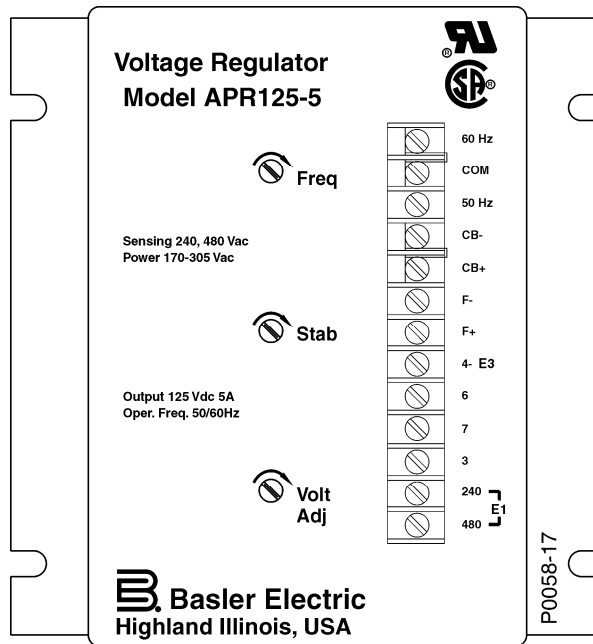 Voltage Regulator
Model APR125-5
Freq
Sensing 240, 480 Vac
Power 170-305 Vac
Stab
Output 125 Vdc 5A
Oper. Freq. 50/60Hz
Volt
Adj
RU
®
SA
®
60 Hz
COM
50 Hz
CB-
CB+
F-
F+
4- E3
6
7
3
240
E1
480
Basler Electric
Highland Illinois, USA
P0058-17